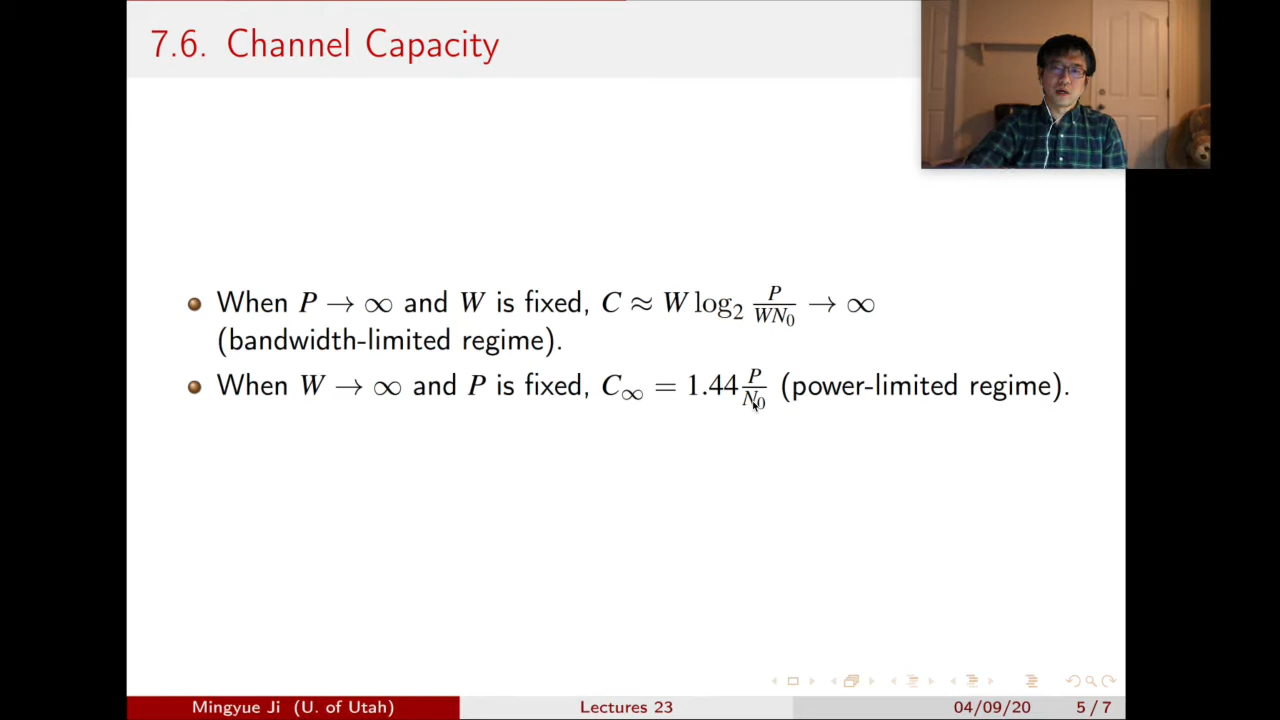 7.6. Channel Capacity
When P → ∞ and W is fixed, C ≈ W log₂ P/(WN₀) → ∞
(bandwidth-limited regime).
When W → ∞ and P is fixed, C∞ = 1.44 P/N₀ (power-limited regime).
Mingyue Ji (U. of Utah) Lectures 23 04/09/20 5 / 7